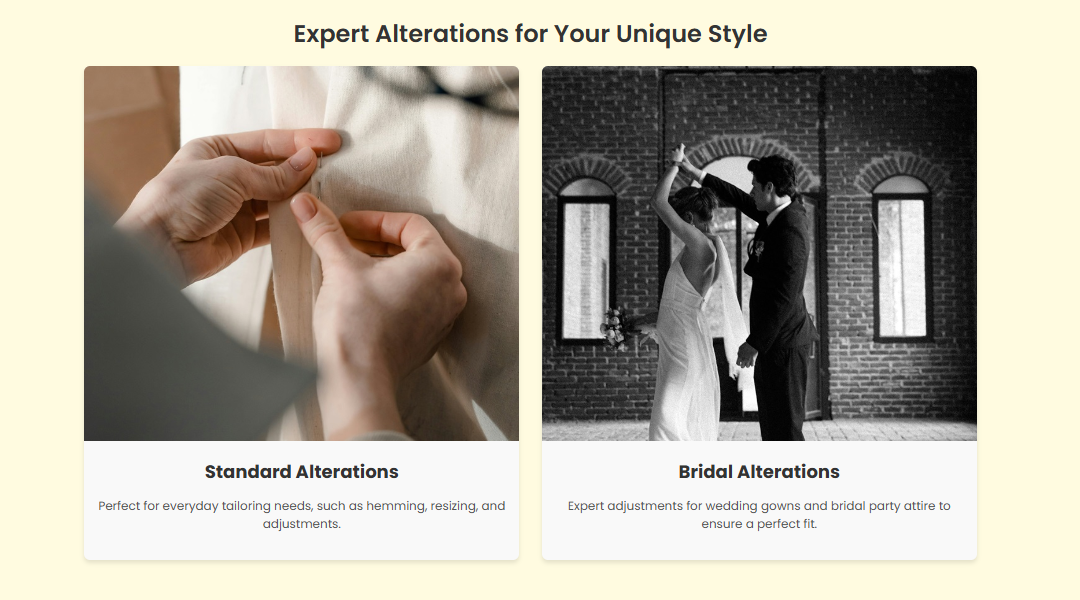 Expert Alterations for Your Unique Style
Standard Alterations
Perfect for everyday tailoring needs, such as hemming, resizing, and
adjustments.
Bridal Alterations
Expert adjustments for wedding gowns and bridal party attire to
ensure a perfect fit.